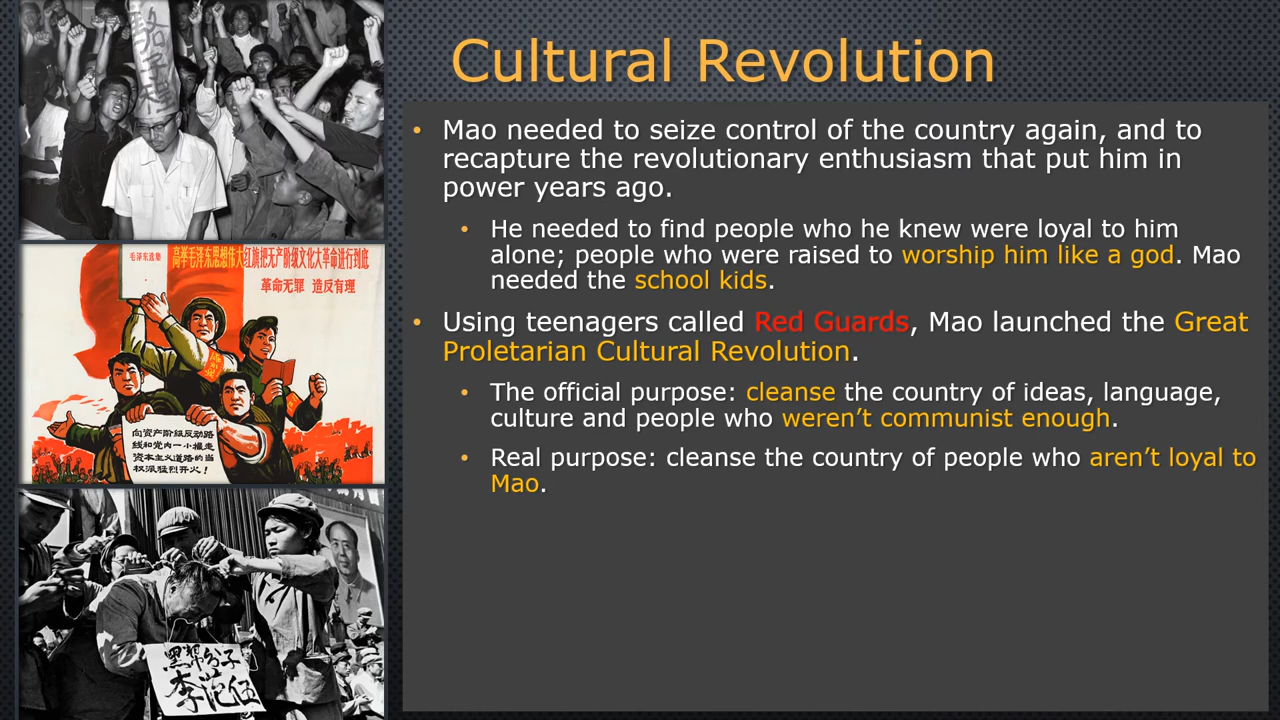 Cultural Revolution
• Mao needed to seize control of the country again, and to
recapture the revolutionary enthusiasm that put him in
power years ago.
• He needed to find people who he knew were loyal to him
alone; people who were raised to worship him like a god. Mao
needed the school kids.
• Using teenagers called Red Guards, Mao launched the Great
Proletarian Cultural Revolution.
• The official purpose: cleanse the country of ideas, language,
culture and people who weren’t communist enough.
• Real purpose: cleanse the country of people who aren’t loyal to
Mao.
毛泽东选集
高举毛泽东思想伟大红旗把无产阶级文化大革命进行到底
革命无罪 造反有理
向资产阶级反动路
线和党内一小撮走
资本主义道路的当
权派猛烈开火！
黑帮分子
李范伍